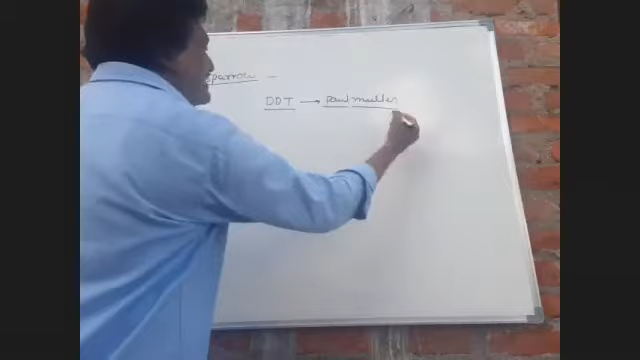 sparrow -
DDT → Paul muller